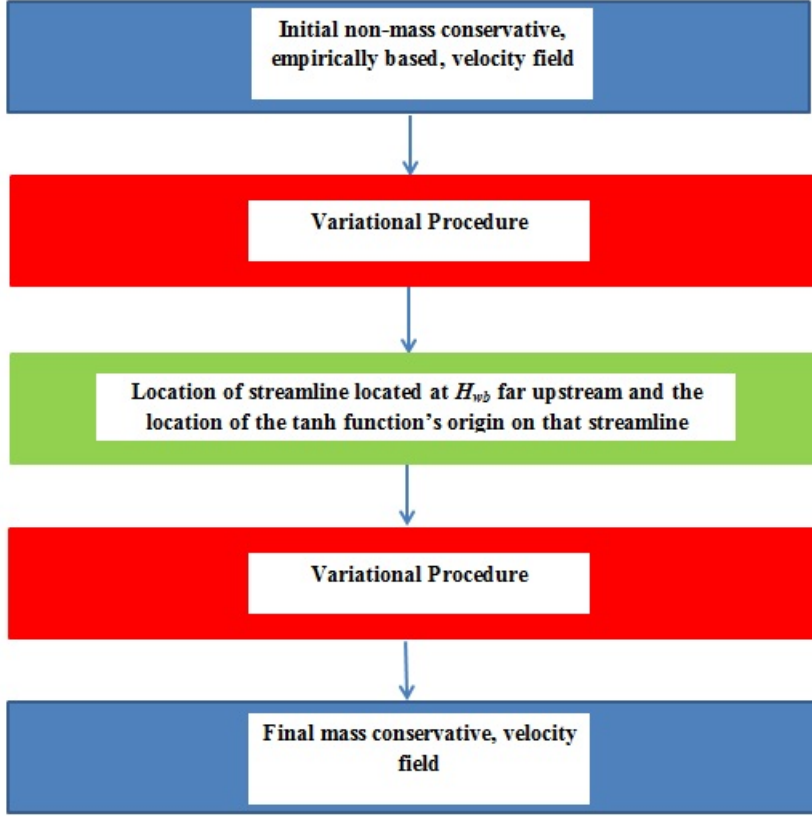 Initial non-mass conservative,
empirically based, velocity field
Variational Procedure
Location of streamline located at Hwb far upstream and the
location of the tanh function’s origin on that streamline
Variational Procedure
Final mass conservative, velocity
field